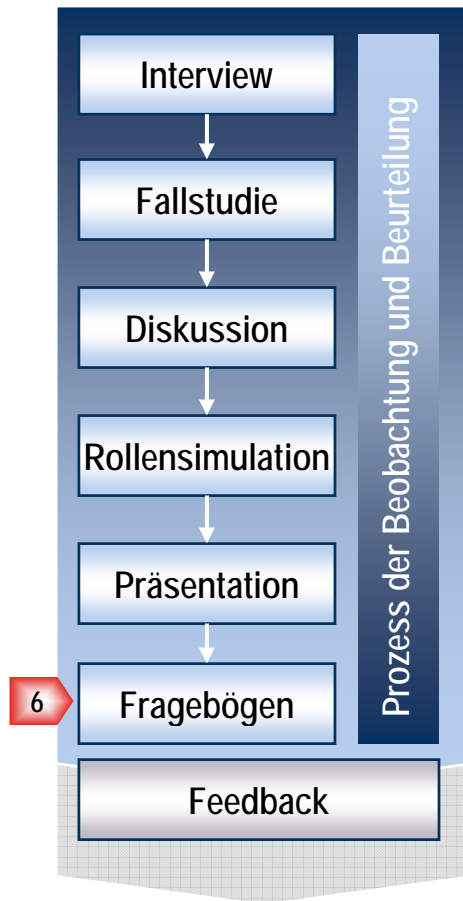 Interview
Fallstudie
Diskussion
Rollensimulation
Präsentation
6
Fragebögen
Feedback
Prozess der Beobachtung und Beurteilung